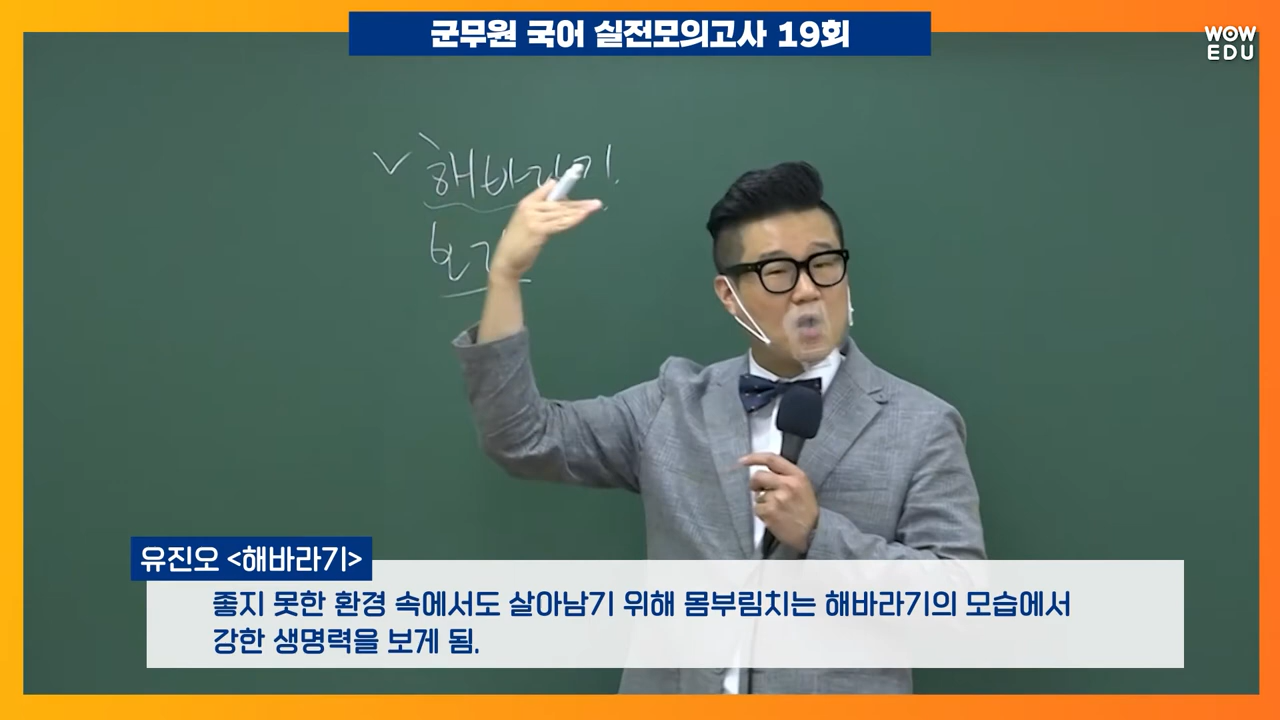 군무원 국어 실전모의고사 19회
WOW
EDU
해바라기
유진오 <해바라기>
좋지 못한 환경 속에서도 살아남기 위해 몸부림치는 해바라기의 모습에서
강한 생명력을 보게 됨.